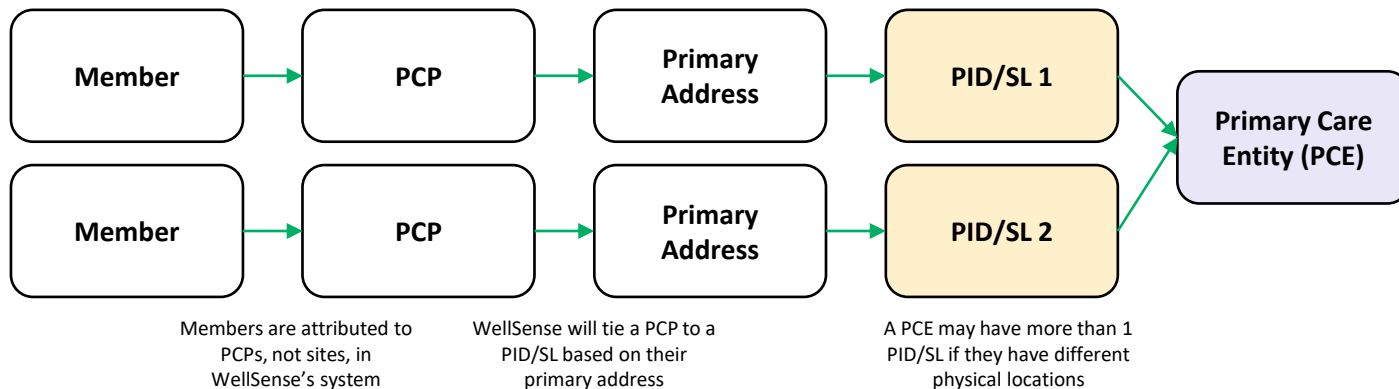 Member
PCP
Primary
Address
PID/SL 1
Primary Care
Entity (PCE)
Member
PCP
Primary
Address
PID/SL 2
Members are attributed to
PCPs, not sites, in
WellSense's system
WellSense will tie a PCP to a
PID/SL based on their
primary address
A PCE may have more than 1
PID/SL if they have different
physical locations